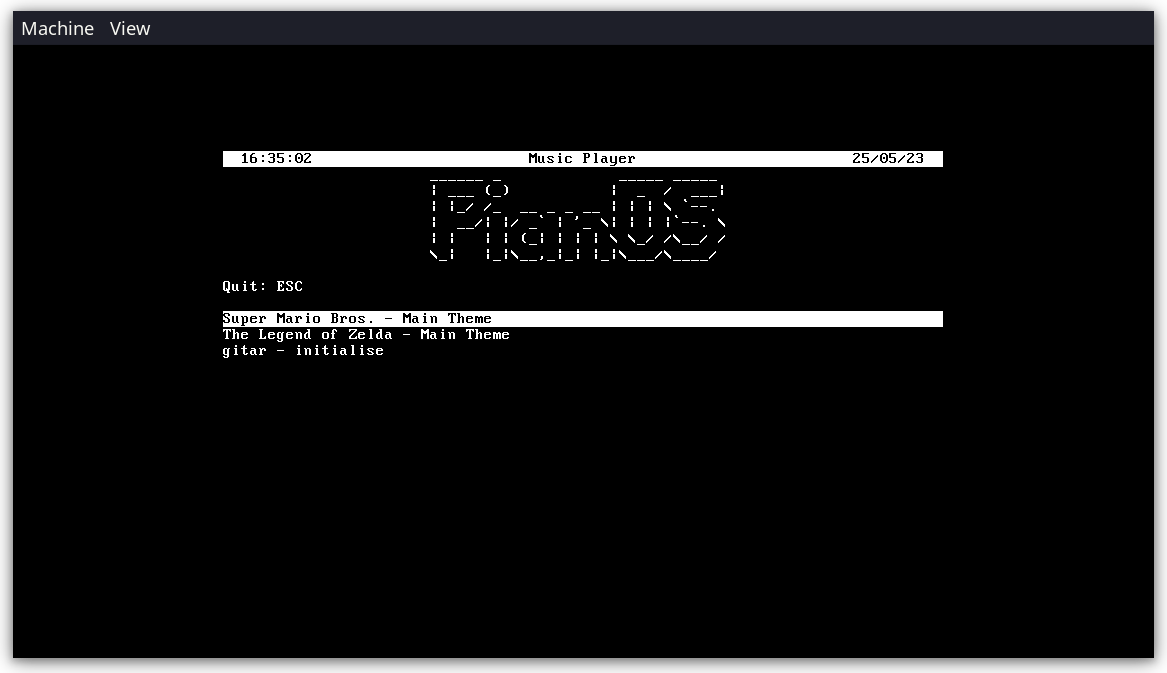 Machine View
16:35:02 Music Player 25/05/23
PianOS
Quit: ESC
Super Mario Bros. - Main Theme
The Legend of Zelda - Main Theme
gitar - initialise